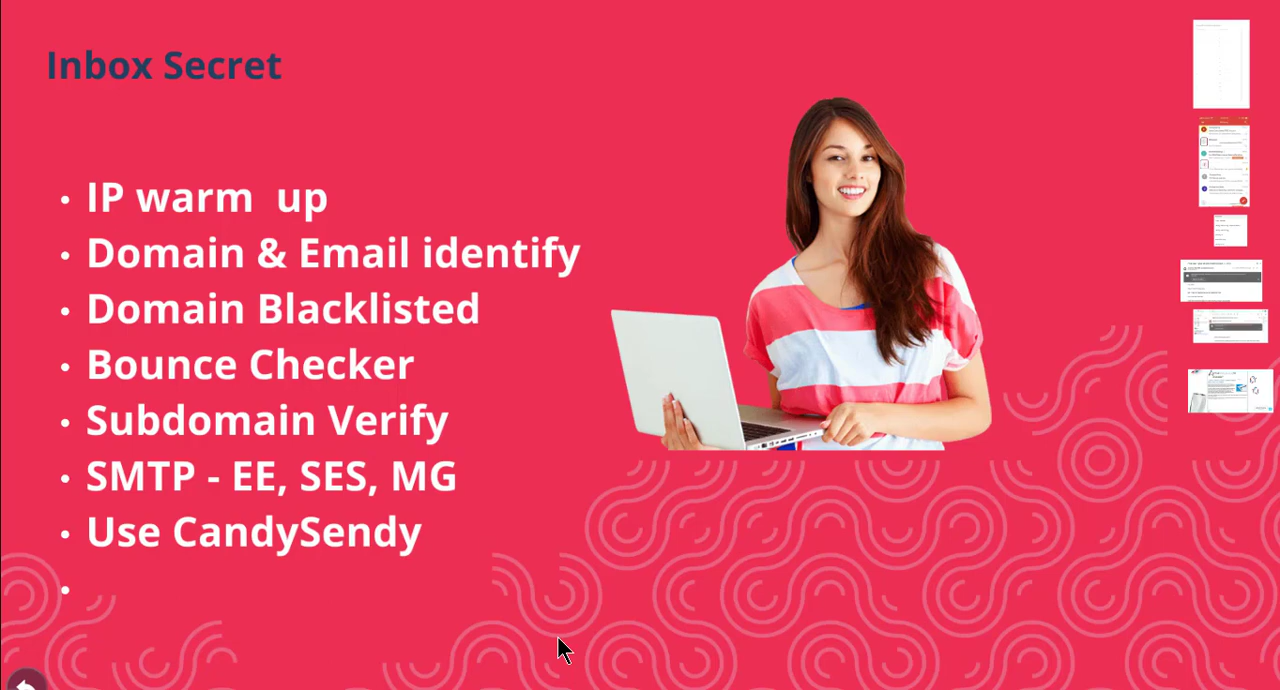 Inbox Secret
IP warm up
Domain & Email identify
Domain Blacklisted
Bounce Checker
Subdomain Verify
SMTP - EE, SES, MG
Use CandySendy